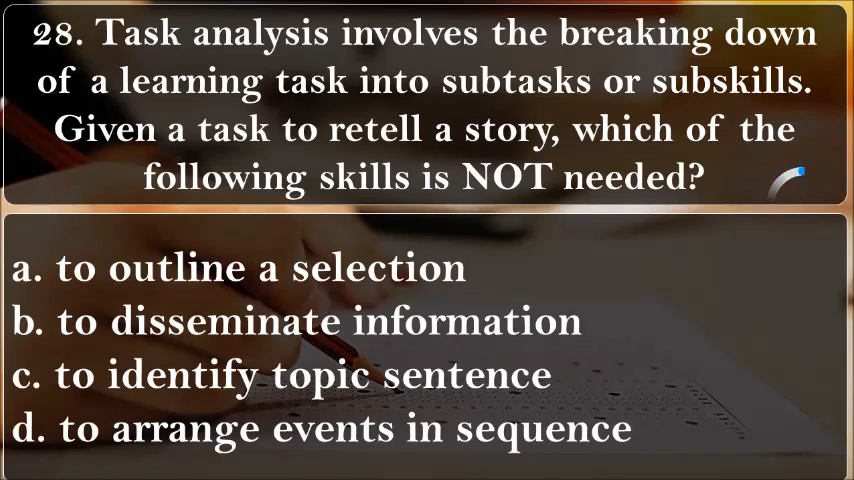 28. Task analysis involves the breaking down
of a learning task into subtasks or subskills.
Given a task to retell a story, which of the
following skills is NOT needed?
a. to outline a selection
b. to disseminate information
c. to identify topic sentence
d. to arrange events in sequence